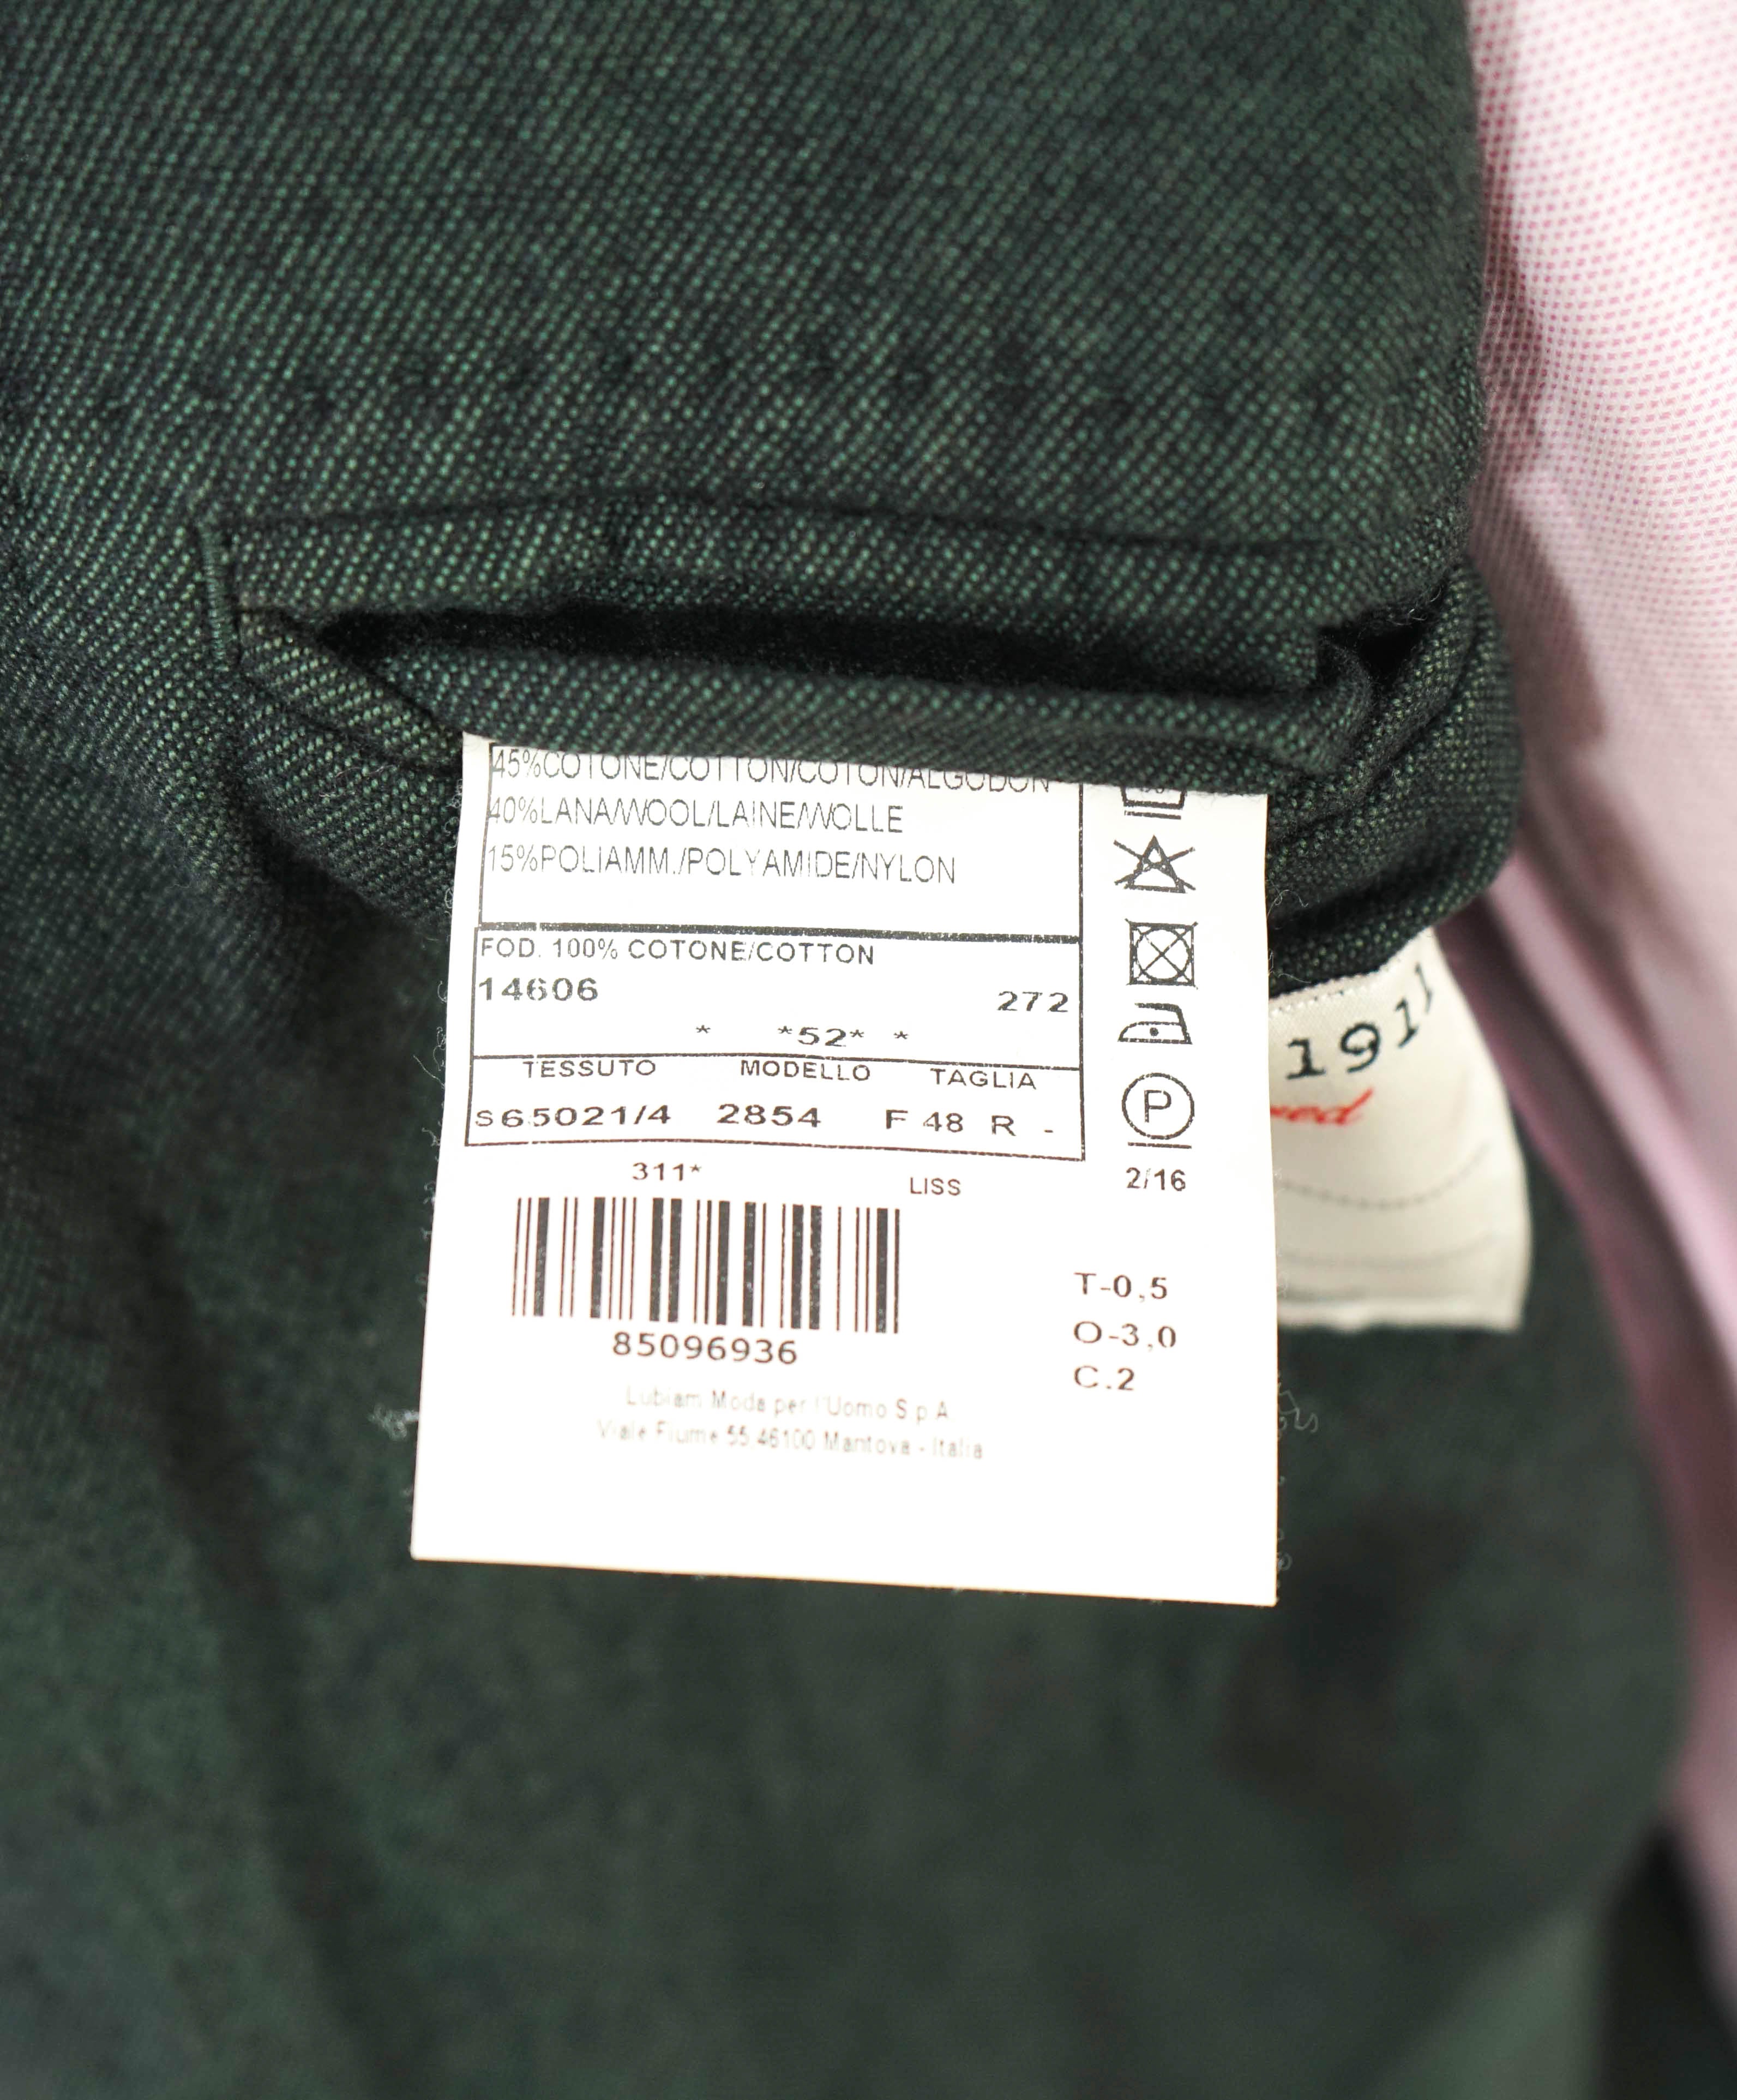 45%COTONE/COTTON/COTON/ALGODON
40%LANA/WOOL/LAINE/WOLLE
15%POLIAMM./POLYAMIDE/NYLON
FOD. 100% COTONE/COTTON
14606 272
* *52* *
TESSUTO MODELLO TAGLIA
S65021/4 2854 F 48 R -
311* LISS
P
2/16
85096936
T-0,5
O-3,0
C.2
Lubiam Moda per l'Uomo S.p.A.
Viale Fiume 55 46100 Mantova - Italia
1911